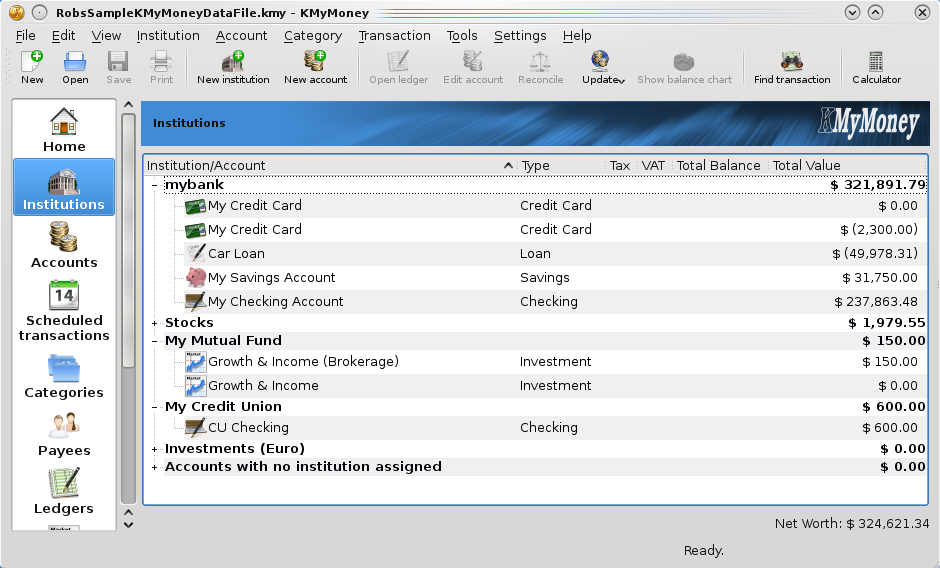 RobsSampleKMyMoneyDataFile.kmy - KMyMoney
File Edit View Institution Account Category Transaction Tools Settings Help
New Open Save Print New institution New account Open ledger Edit account Reconcile Update Show balance chart Find transaction Calculator
Home
Institutions
Accounts
14
Scheduled
transactions
Categories
Payees
Ledgers
Market
Institutions
KMyMoney
Institution/Account Type Tax VAT Total Balance Total Value
mybank $ 321,891.79
My Credit Card Credit Card $ 0.00
My Credit Card Credit Card $ (2,300.00)
Car Loan Loan $ (49,978.31)
My Savings Account Savings $ 31,750.00
My Checking Account Checking $ 237,863.48
Stocks $ 1,979.55
My Mutual Fund $ 150.00
Market Growth & Income (Brokerage) Investment $ 150.00
Market Growth & Income Investment $ 0.00
My Credit Union $ 600.00
CU Checking Checking $ 600.00
Investments (Euro) $ 0.00
Accounts with no institution assigned $ 0.00
Net Worth: $ 324,621.34
Ready.